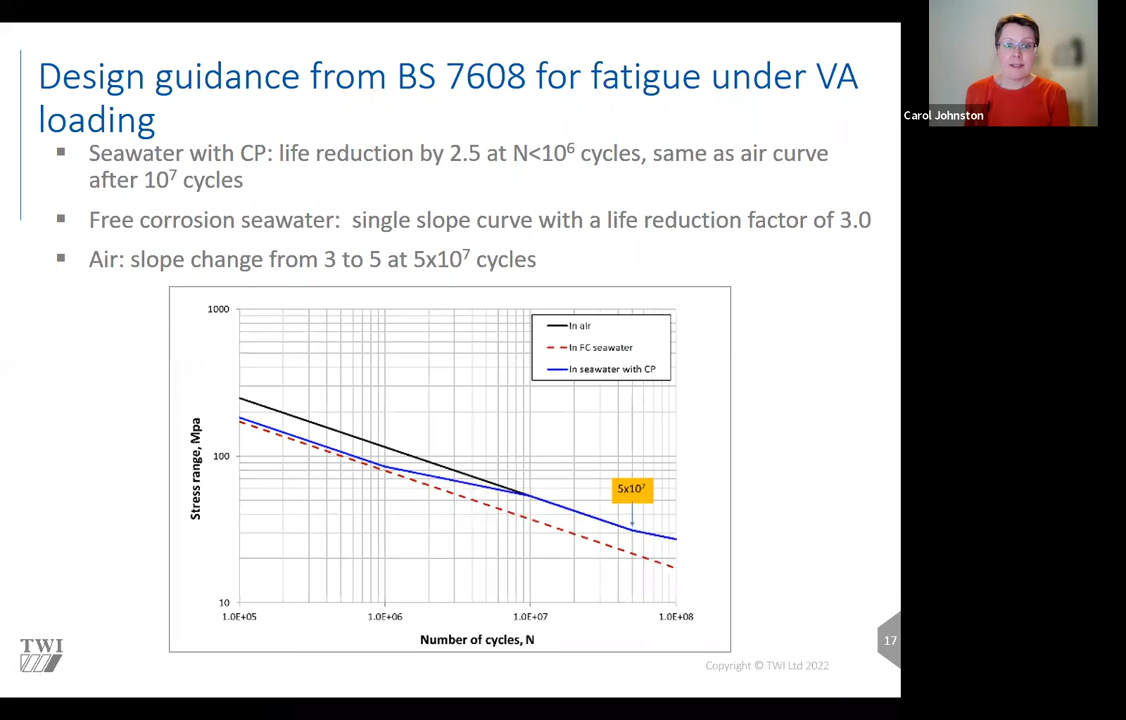 Design guidance from BS 7608 for fatigue under VA
loading
▪ Seawater with CP: life reduction by 2.5 at N<10⁶ cycles, same as air curve
after 10⁷ cycles
▪ Free corrosion seawater: single slope curve with a life reduction factor of 3.0
▪ Air: slope change from 3 to 5 at 5x10⁷ cycles
1000
100
10
Stress range, Mpa
In air
In FC seawater
In seawater with CP
5x10⁷
1.0E+05
1.0E+06
1.0E+07
1.0E+08
Number of cycles, N
TWI
Copyright © TWI Ltd 2022
17
Carol Johnston